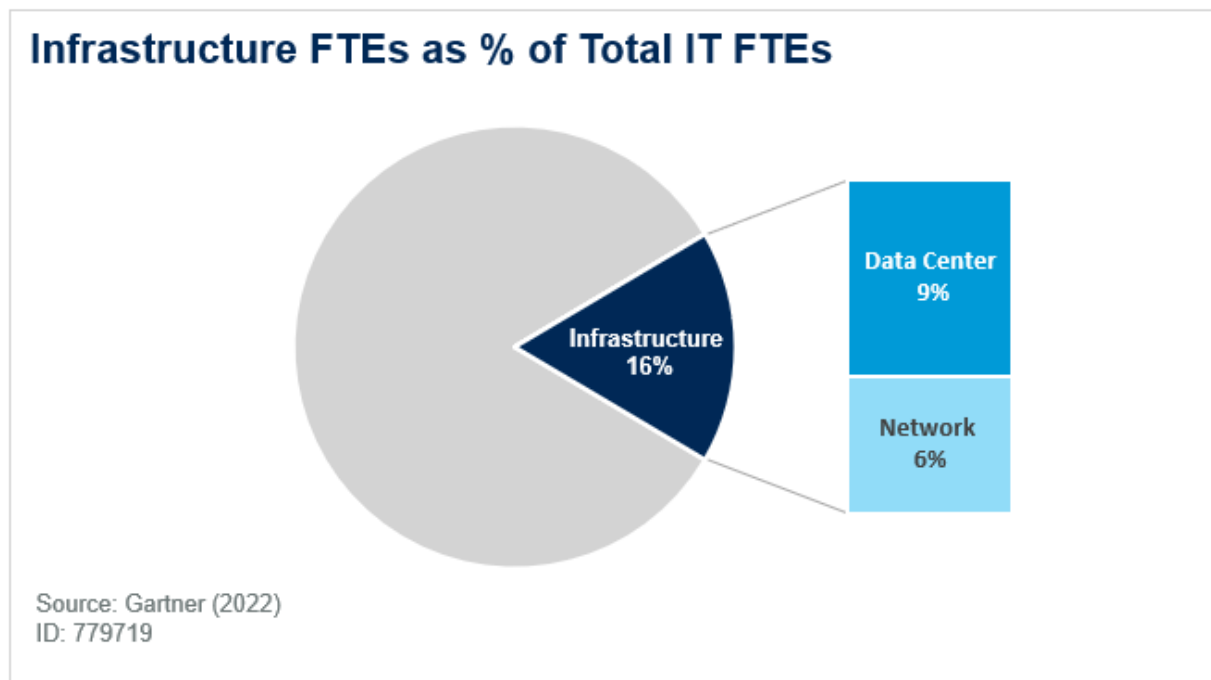 Infrastructure FTEs as % of Total IT FTEs
Infrastructure
16%
Data Center
9%
Network
6%
Source: Gartner (2022)
ID: 779719